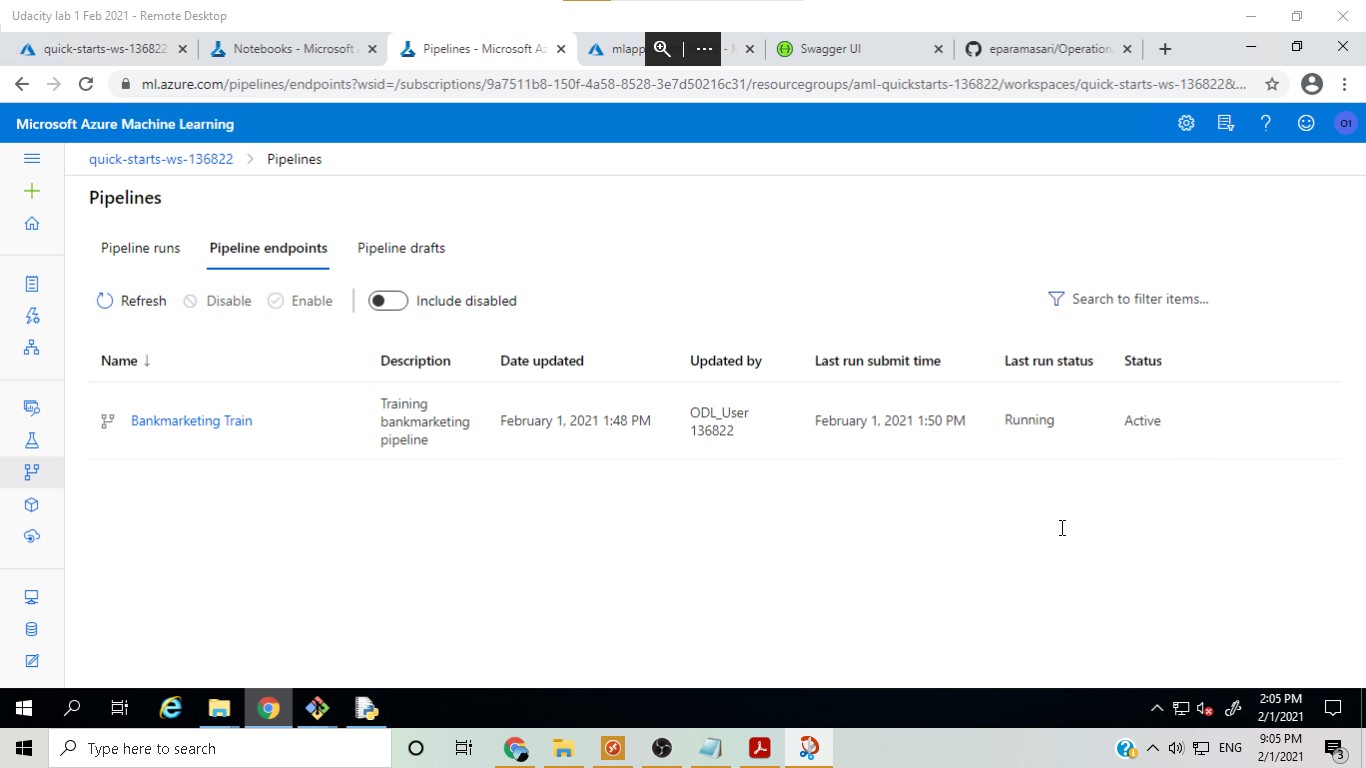 Udacity lab 1 Feb 2021 - Remote Desktop
quick-starts-ws-136822
Notebooks - Microsoft
Pipelines - Microsoft Az
mlapp
Swagger UI
eparamasari/Operation
ml.azure.com/pipelines/endpoints?wsid=/subscriptions/9a7511b8-150f-4a58-8528-3e7d50216c31/resourcegroups/aml-quickstarts-136822/workspaces/quick-starts-ws-136822&...
Microsoft Azure Machine Learning
O1
quick-starts-ws-136822 > Pipelines
Pipelines
Pipeline runs Pipeline endpoints Pipeline drafts
Refresh Disable Enable Include disabled Search to filter items...
Name ↓ Description Date updated Updated by Last run submit time Last run status Status
Bankmarketing Train
Training
bankmarketing
pipeline
February 1, 2021 1:48 PM
ODL_User
136822
February 1, 2021 1:50 PM
Running
Active
2:05 PM
2/1/2021
Type here to search
ENG
9:05 PM
2/1/2021
3